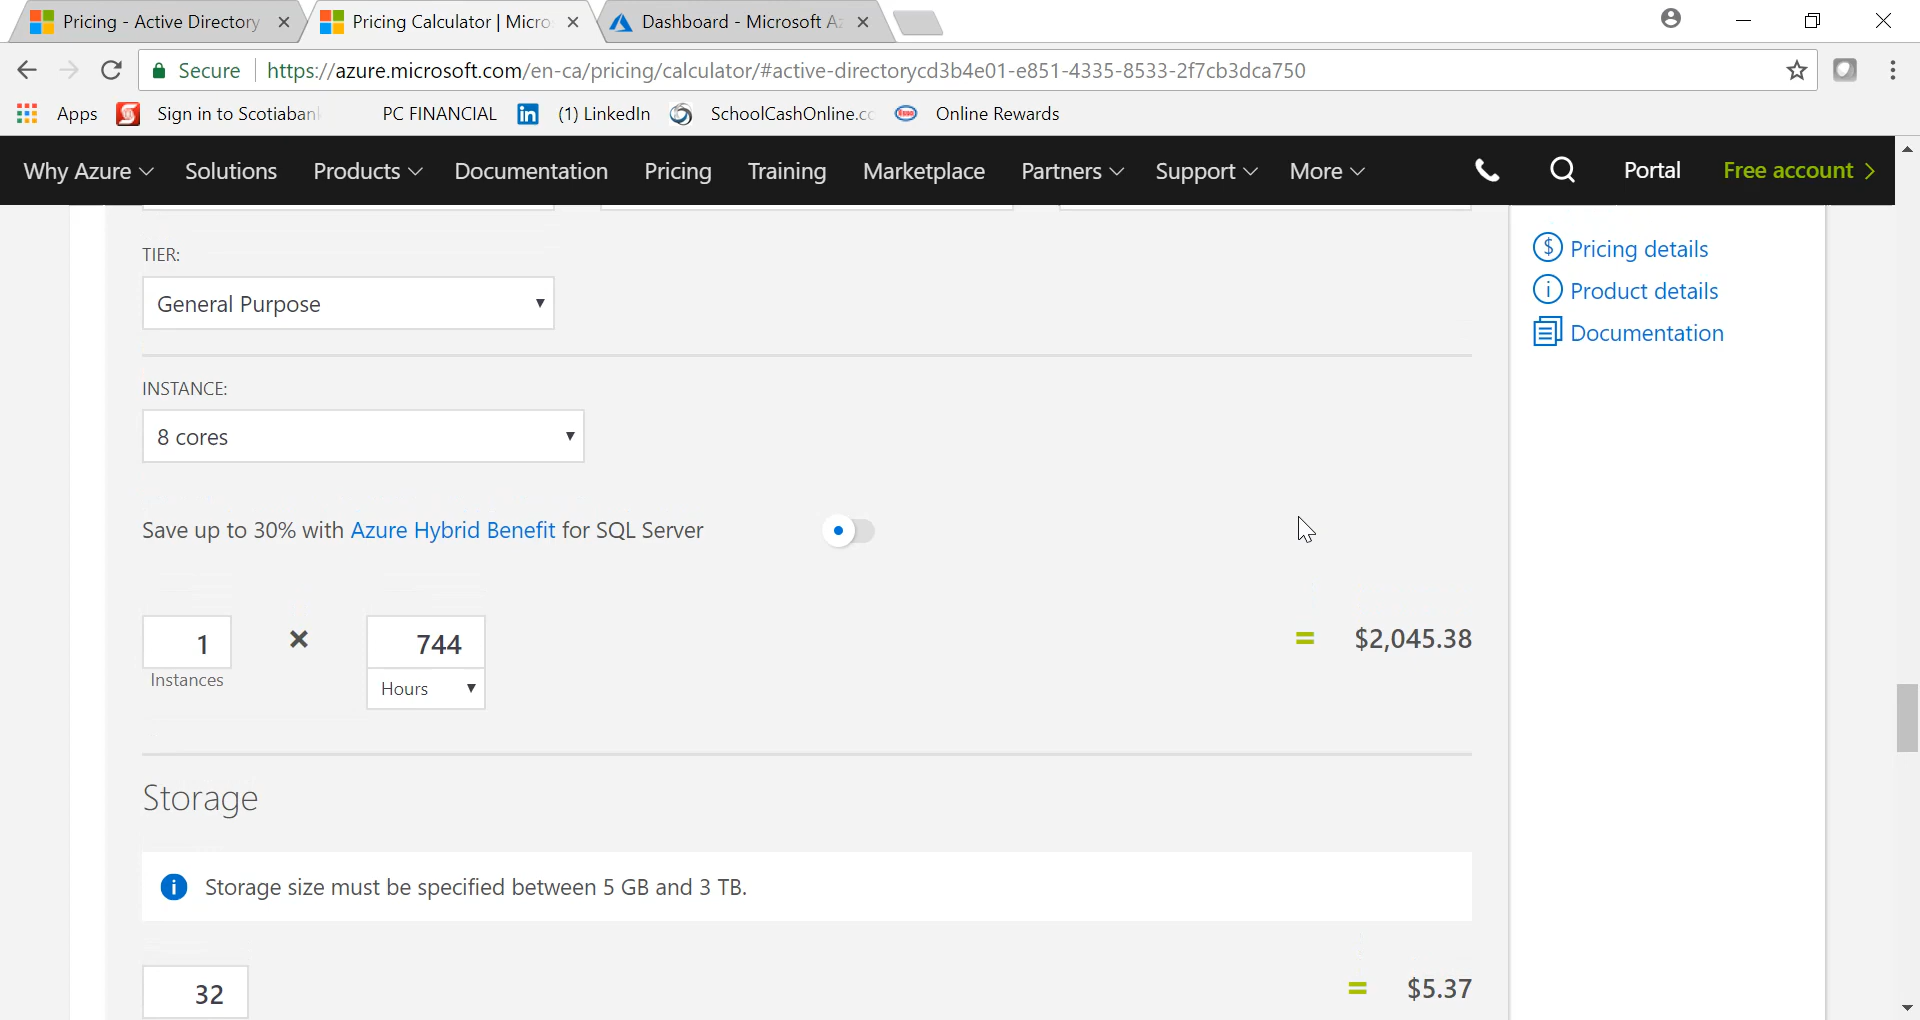 Pricing - Active Directory
Pricing Calculator | Micro
Dashboard - Microsoft A
Secure https://azure.microsoft.com/en-ca/pricing/calculator/#active-directorycd3b4e01-e851-4335-8533-2f7cb3dca750
Apps Sign in to Scotiaban PC FINANCIAL in (1) LinkedIn SchoolCashOnline.cc Esso Online Rewards
Why Azure Solutions Products Documentation Pricing Training Marketplace Partners Support More Portal Free account >
TIER:
General Purpose
INSTANCE:
8 cores
Save up to 30% with Azure Hybrid Benefit for SQL Server
1 × 744 = $2,045.38
Instances Hours
Storage
i Storage size must be specified between 5 GB and 3 TB.
32 = $5.37
$ Pricing details
i Product details
Documentation